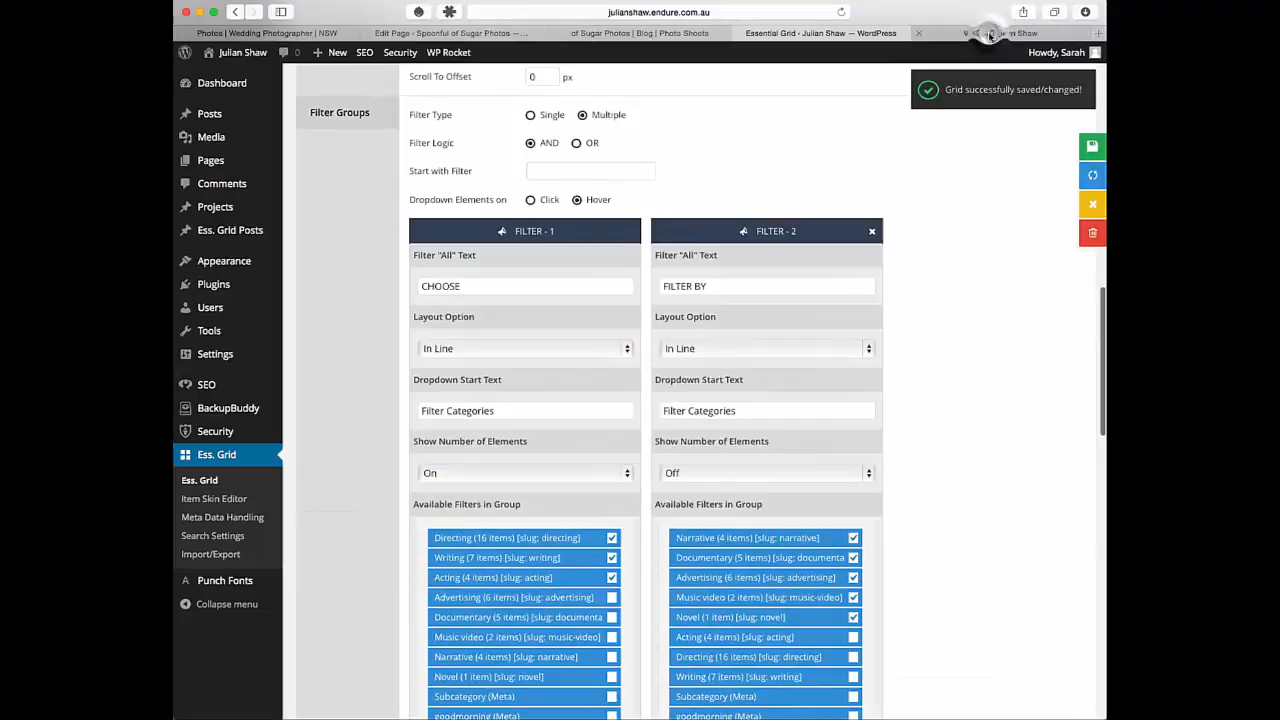 julianshaw.endure.com.au
Photos | Wedding Photographer | NSW
Edit Page - Spoonful of Sugar Photos —...
of Sugar Photos | Blog | Photo Shoots
Essential Grid ‹ Julian Shaw — WordPress
Shaw
Julian Shaw
0
New
SEO
Security
WP Rocket
Howdy, Sarah
Dashboard
Posts
Media
Pages
Comments
Projects
Ess. Grid Posts
Appearance
Plugins
Users
Tools
Settings
SEO
BackupBuddy
Security
Ess. Grid
Ess. Grid
Item Skin Editor
Meta Data Handling
Search Settings
Import/Export
Punch Fonts
Collapse menu
Filter Groups
Scroll To Offset 0 px
Grid successfully saved/changed!
Filter Type Single Multiple
Filter Logic AND OR
Start with Filter
Dropdown Elements on Click Hover
FILTER - 1
Filter "All" Text
CHOOSE
Layout Option
In Line
Dropdown Start Text
Filter Categories
Show Number of Elements
On
Available Filters in Group
Directing (16 items) [slug: directing]
Writing (7 items) [slug: writing]
Acting (4 items) [slug: acting]
Advertising (6 items) [slug: advertising]
Documentary (5 items) [slug: documenta
Music video (2 items) [slug: music-video]
Narrative (4 items) [slug: narrative]
Novel (1 item) [slug: novel]
Subcategory (Meta)
goodmorning (Meta)
FILTER - 2
Filter "All" Text
FILTER BY
Layout Option
In Line
Dropdown Start Text
Filter Categories
Show Number of Elements
Off
Available Filters in Group
Narrative (4 items) [slug: narrative]
Documentary (5 items) [slug: documenta
Advertising (6 items) [slug: advertising]
Music video (2 items) [slug: music-video]
Novel (1 item) [slug: novel]
Acting (4 items) [slug: acting]
Directing (16 items) [slug: directing]
Writing (7 items) [slug: writing]
Subcategory (Meta)
goodmorning (Meta)